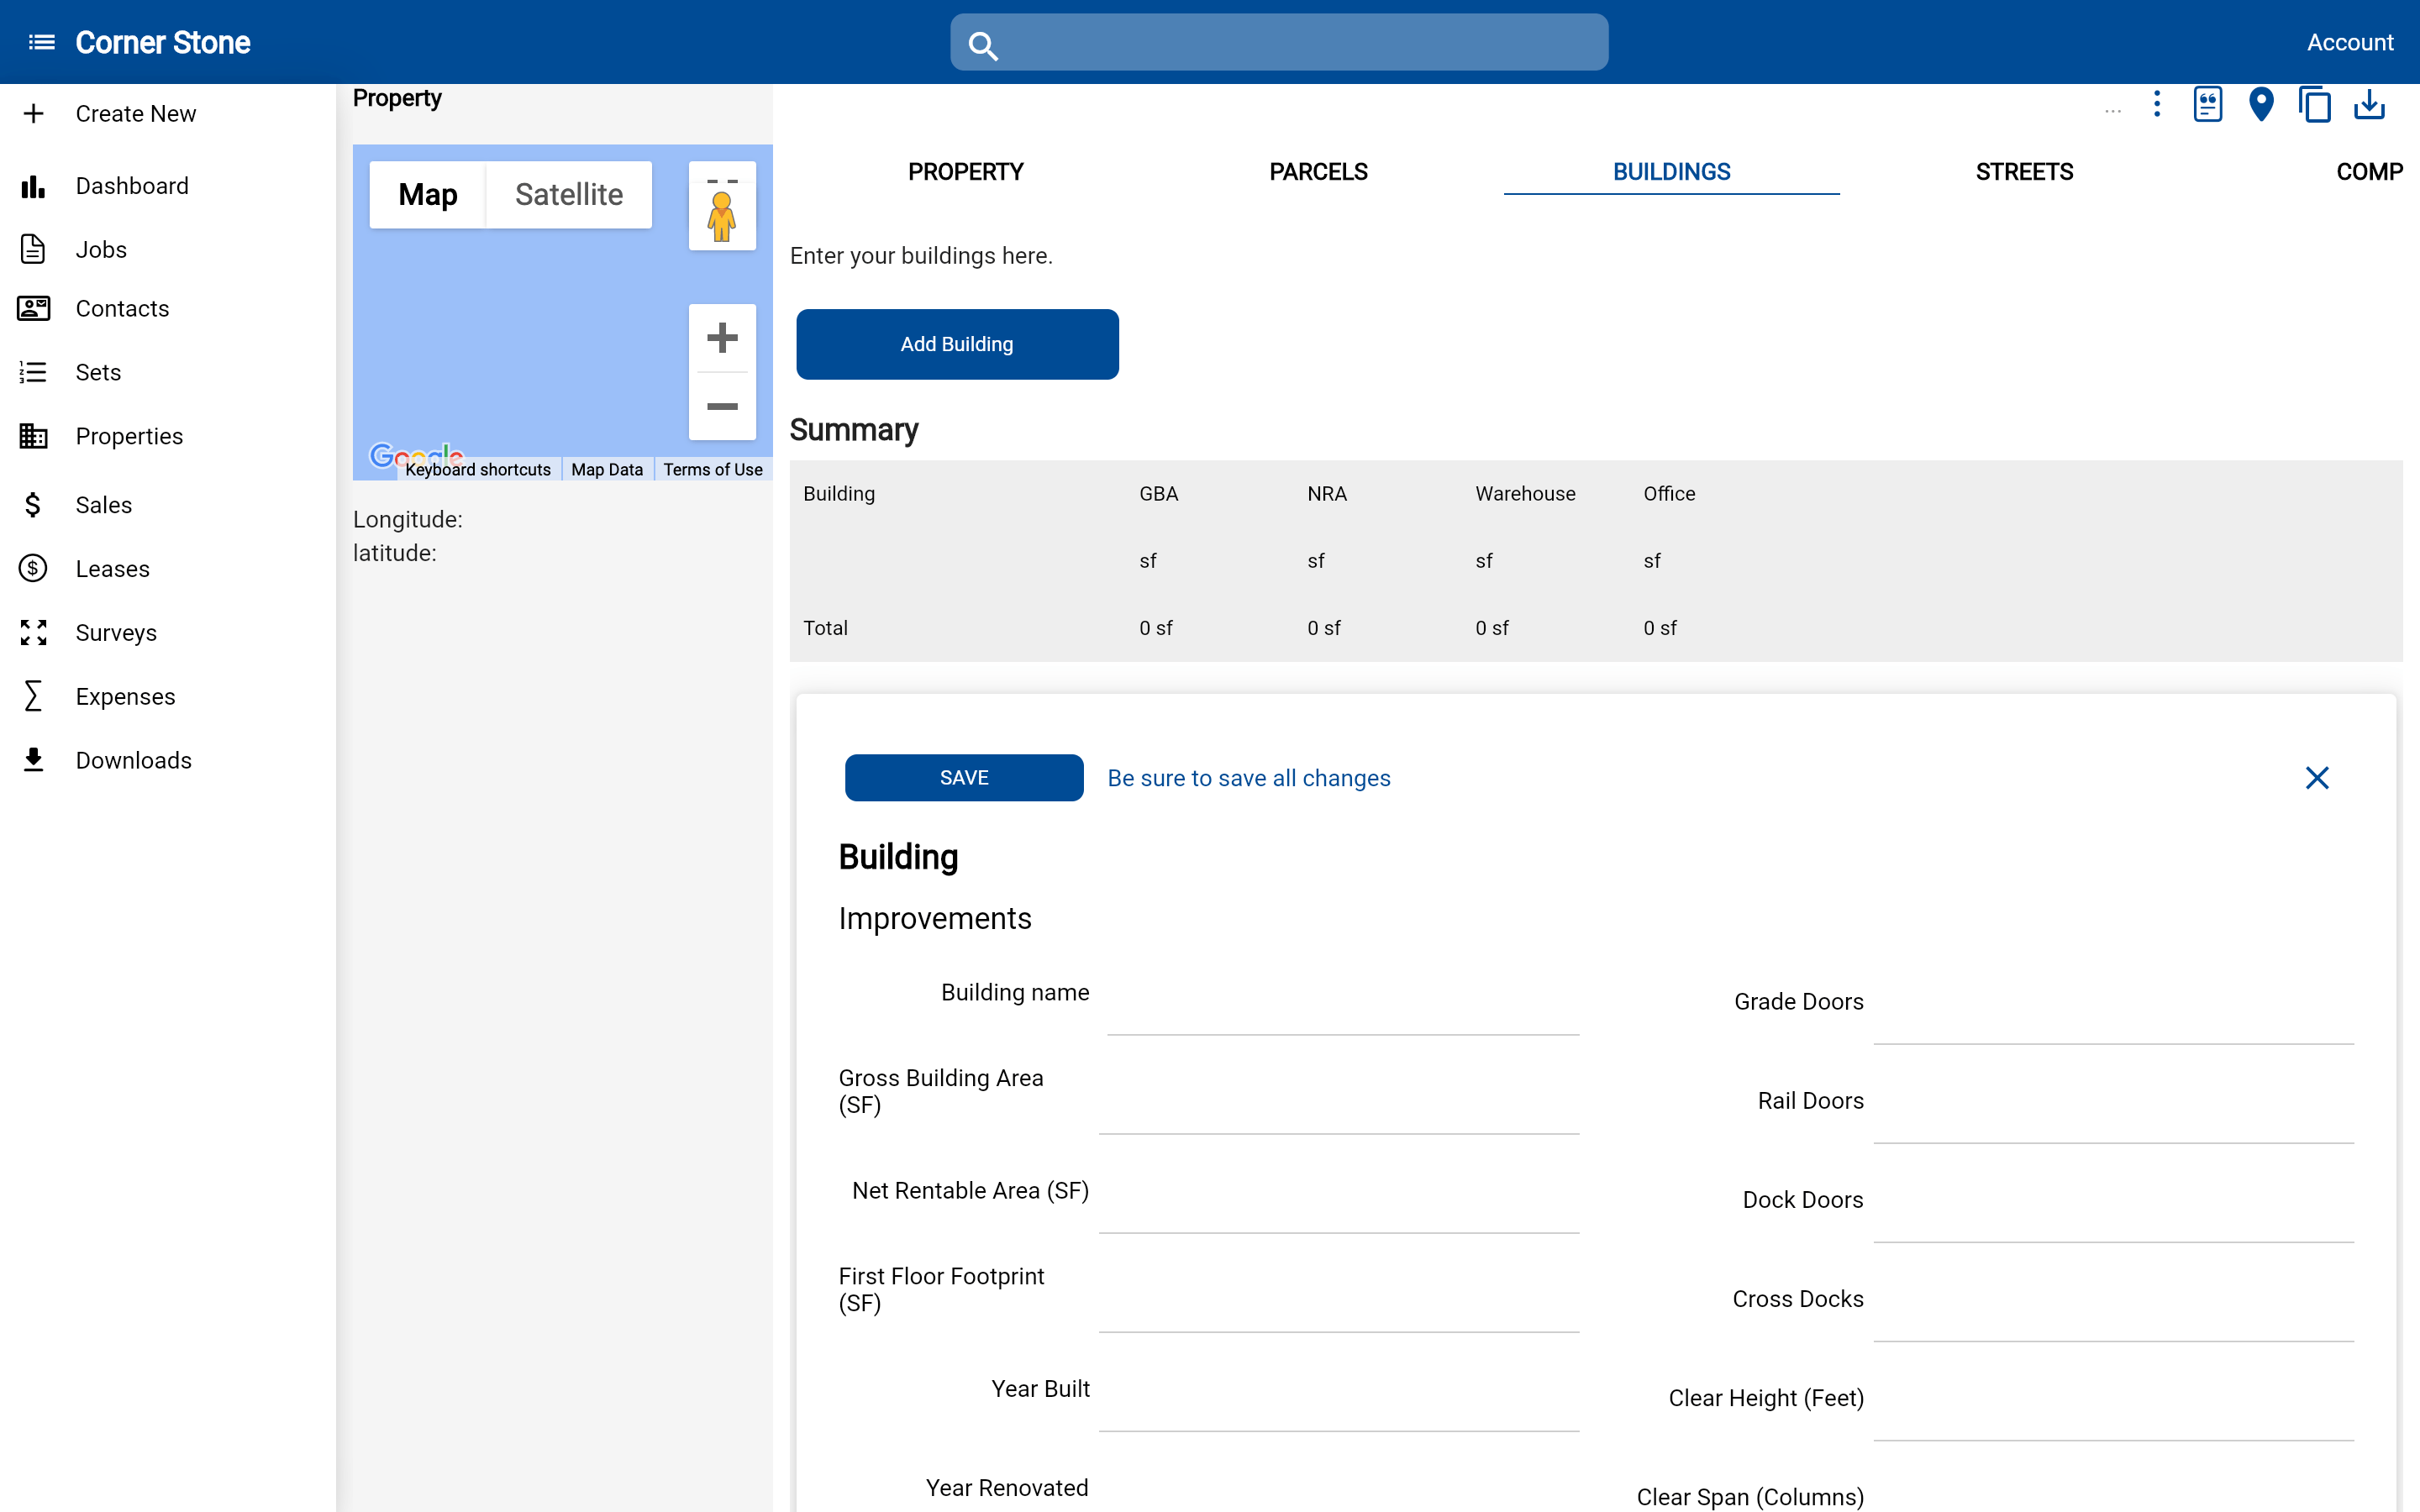 Corner Stone
Account
Create New
Dashboard
Jobs
Contacts
Sets
Properties
Sales
Leases
Surveys
Expenses
Downloads
Property
Map
Satellite
Google
Keyboard shortcuts
Map Data
Terms of Use
Longitude:
latitude:
...
PROPERTY
PARCELS
BUILDINGS
STREETS
COMP
Enter your buildings here.
Add Building
Summary
Building GBA NRA Warehouse Office
sf sf sf sf
Total 0 sf 0 sf 0 sf 0 sf
SAVE
Be sure to save all changes
Building
Improvements
Building name
Gross Building Area
(SF)
Net Rentable Area (SF)
First Floor Footprint
(SF)
Year Built
Year Renovated
Grade Doors
Rail Doors
Dock Doors
Cross Docks
Clear Height (Feet)
Clear Span (Columns)